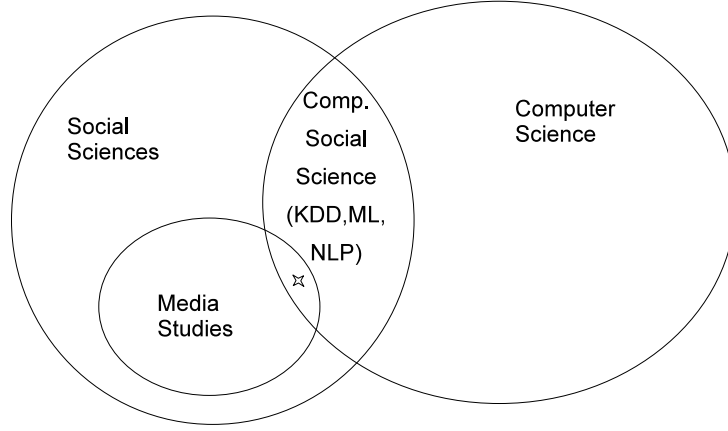 Social
Sciences
Comp.
Social
Science
(KDD,ML,
NLP)
Computer
Science
Media
Studies